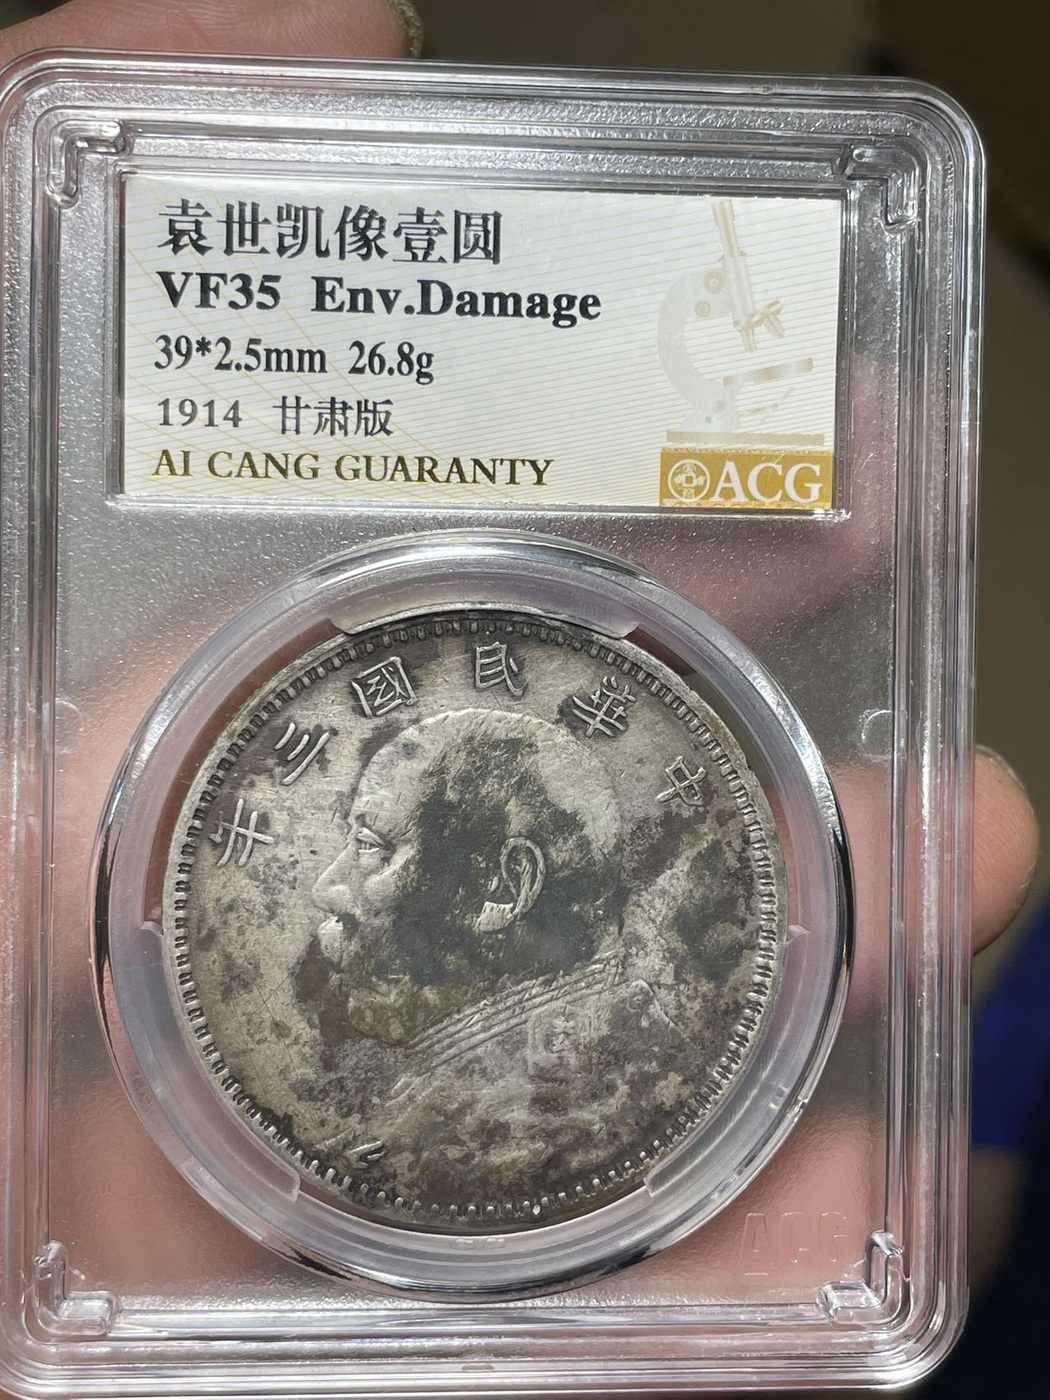 袁世凯像壹圆
VF35 Env.Damage
39*2.5mm 26.8g
1914 甘肃版
AI CANG GUARANTY
ACG
年三國民華中
ACG